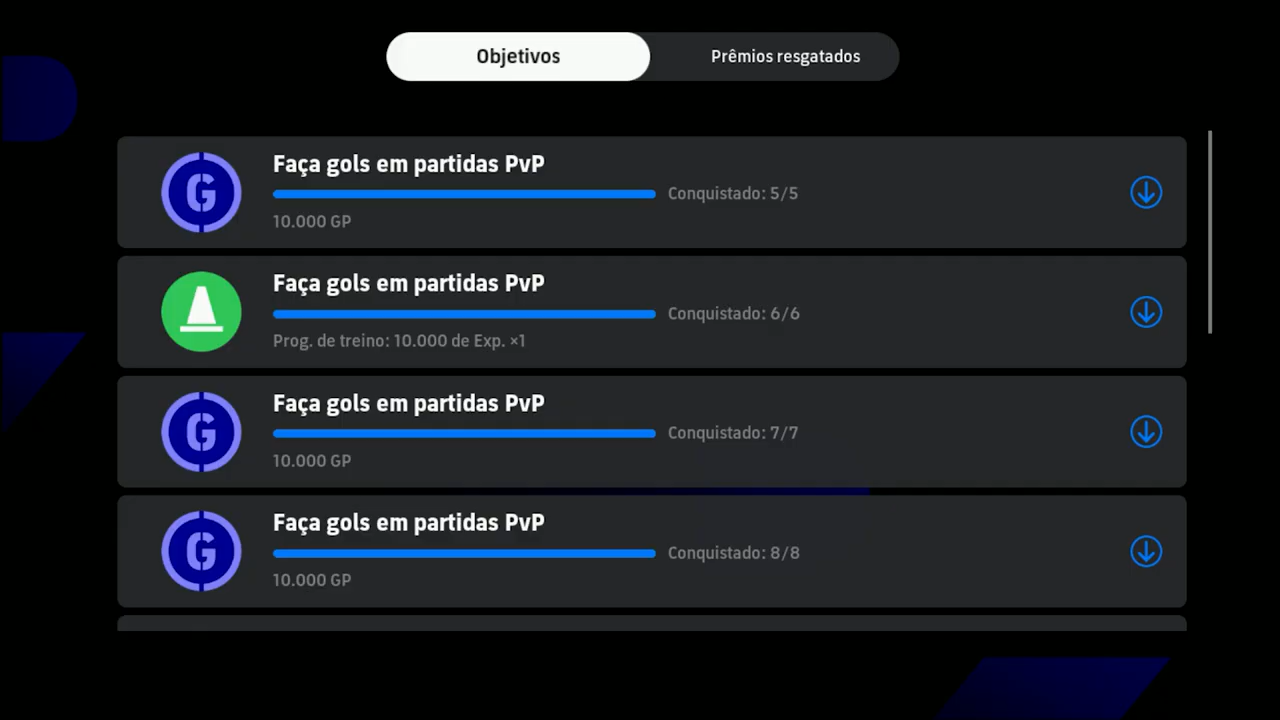 Objetivos
Prêmios resgatados
Faça gols em partidas PvP
Conquistado: 5/5
10.000 GP
Faça gols em partidas PvP
Conquistado: 6/6
Prog. de treino: 10.000 de Exp. ×1
Faça gols em partidas PvP
Conquistado: 7/7
10.000 GP
Faça gols em partidas PvP
Conquistado: 8/8
10.000 GP